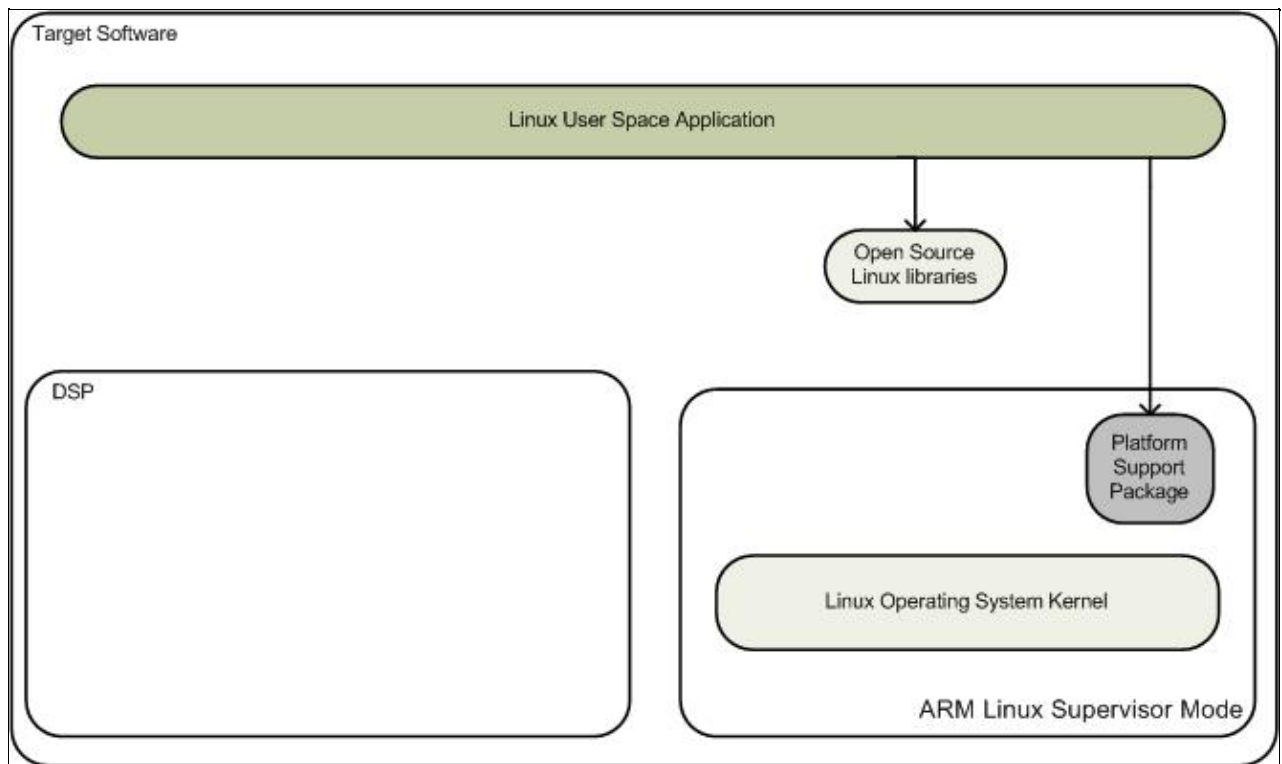 Target Software
Linux User Space Application
Open Source
Linux libraries
DSP
Platform
Support
Package
Linux Operating System Kernel
ARM Linux Supervisor Mode